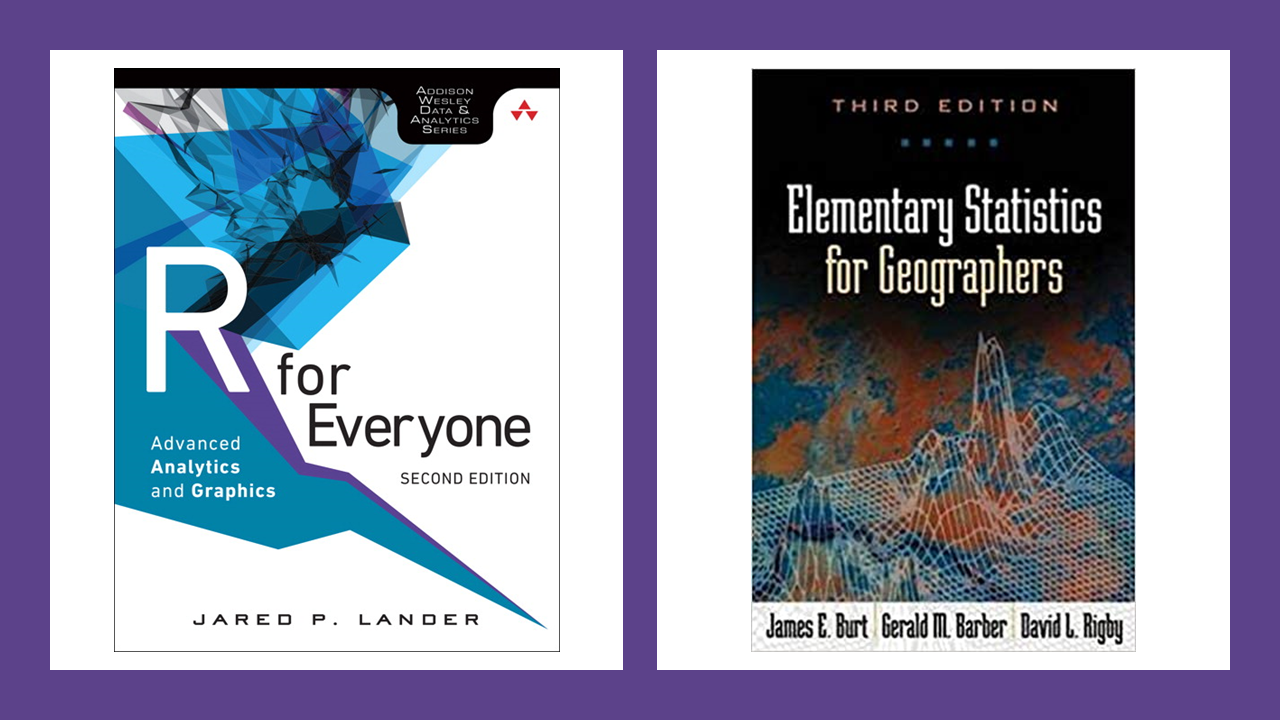 ADDISON
WESLEY
DATA &
ANALYTICS
SERIES
R
for
Everyone
Advanced
Analytics
and Graphics
SECOND EDITION
JARED P. LANDER
THIRD EDITION
Elementary Statistics
for Geographers
James E. Burt Gerald M. Barber David L. Rigby